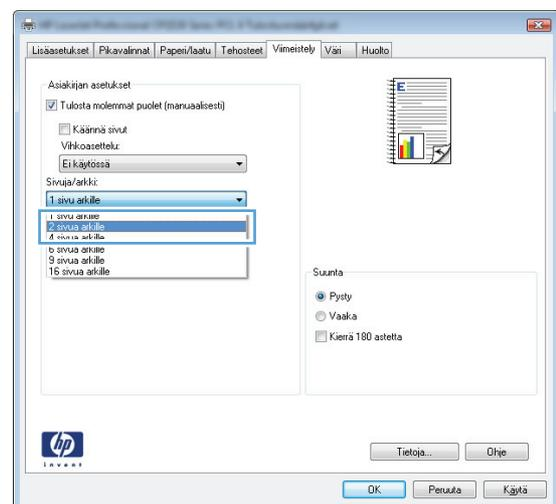 Lisäasetukset Pikavalinnat Paperi/laatu Tehosteet Viimeistely Väri Huolto
Asiakirjan asetukset
Tulosta molemmat puolet (manuaalisesti)
Käännä sivut
Vihkoasettelu:
Ei käytössä
Sivuja/arkki:
1 sivu arkille
1 sivu arkille
2 sivua arkille
4 sivua arkille
6 sivua arkille
9 sivua arkille
16 sivua arkille
E
Suunta
Pysty
Vaaka
Kierrä 180 astetta
hp
invent
Tietoja... Ohje
OK Peruuta Käytä